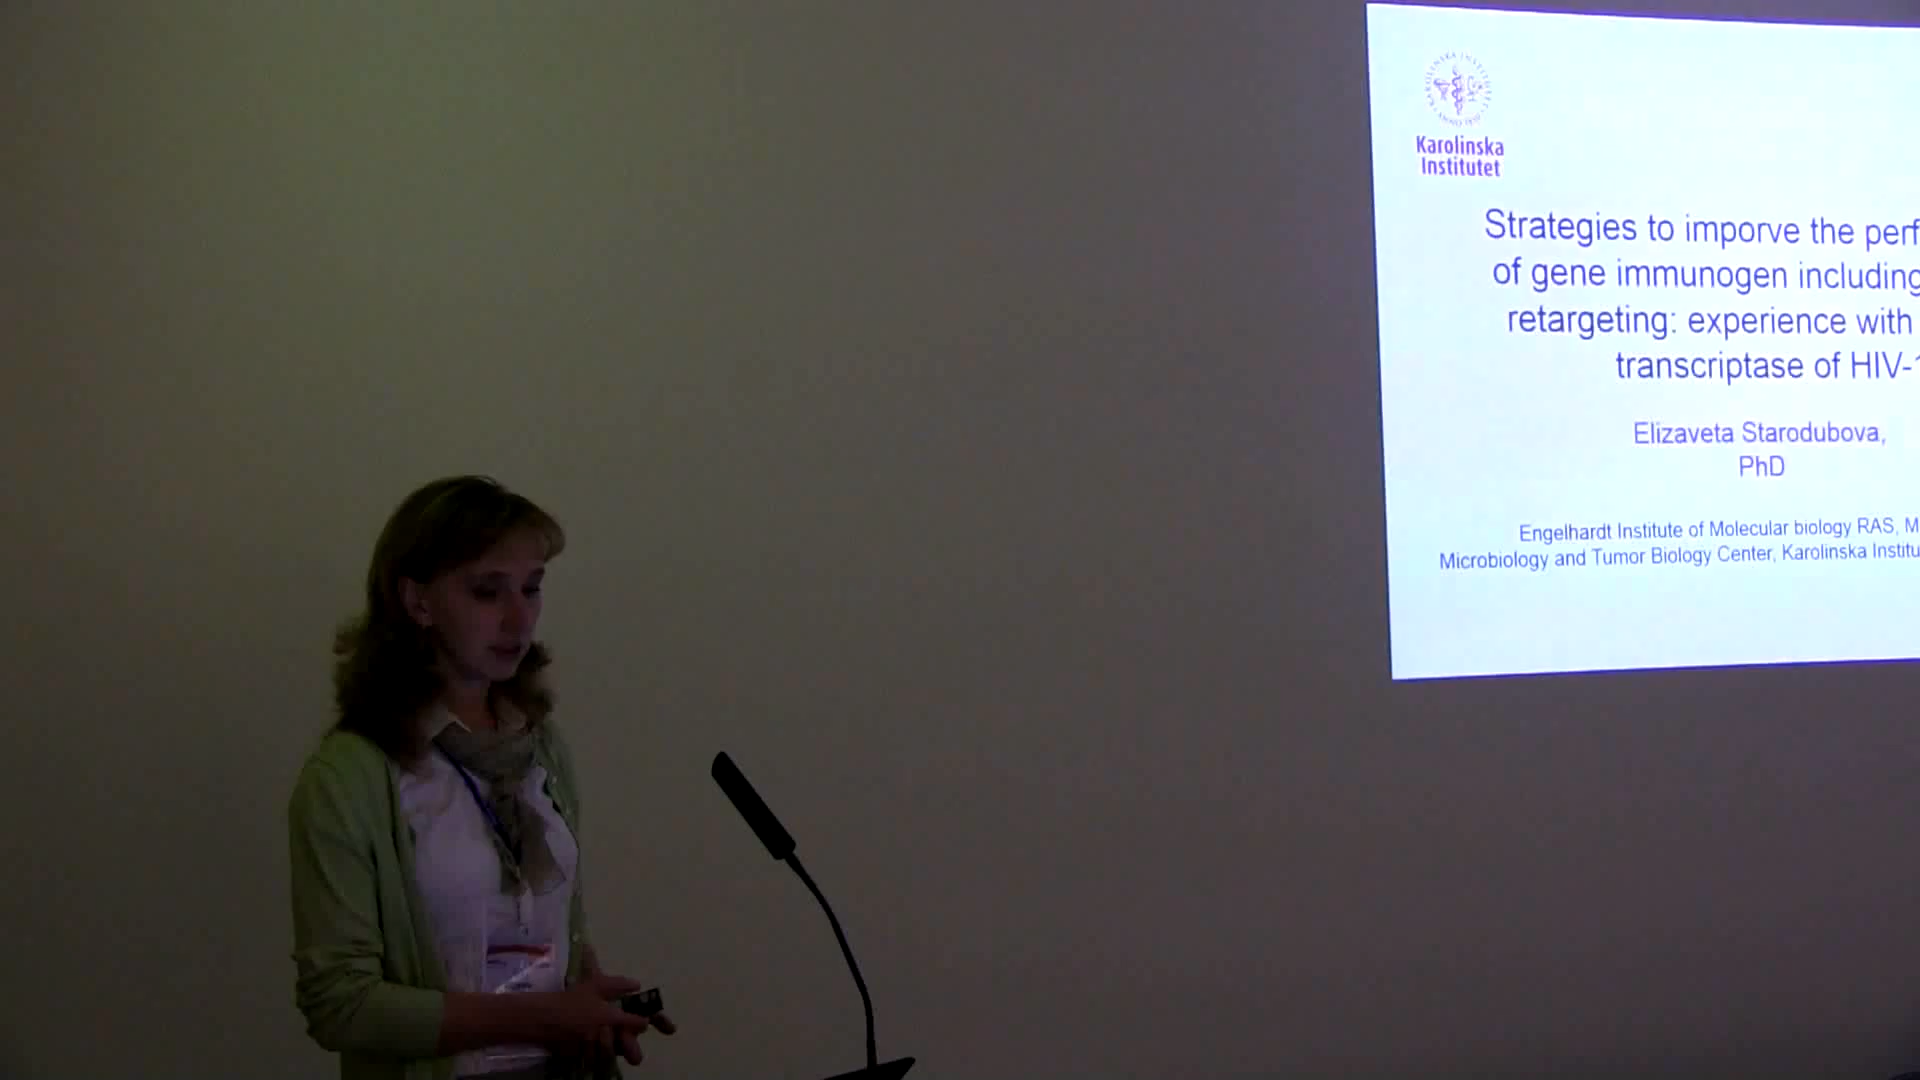 Karolinska
Institutet
Strategies to imporve the perf
of gene immunogen including
retargeting: experience with
transcriptase of HIV-1
Elizaveta Starodubova,
PhD
Engelhardt Institute of Molecular biology RAS, M
Microbiology and Tumor Biology Center, Karolinska Institu